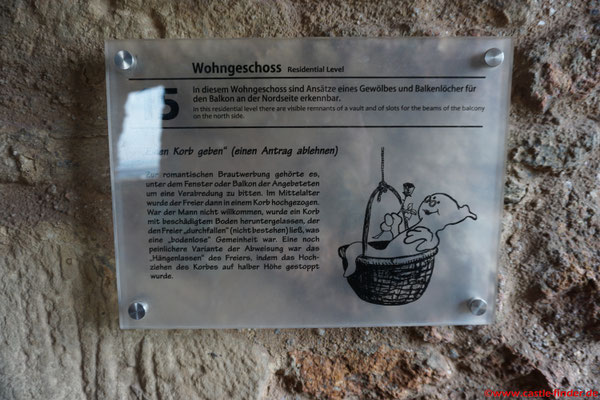 Wohngeschoss Residential Level
5
In diesem Wohngeschoss sind Ansätze eines Gewölbes und Balkenlöcher für
den Balkon an der Nordseite erkennbar.
In this residential level there are visible remnants of a vault and of slots for the beams of the balcony
on the north side.
Korb geben" (einen Antrag ablehnen)
romantischen Brautwerbung gehörte es,
unter dem Fenster oder Balkon der Angebeteten
um eine Verabredung zu bitten. Im Mittelalter
wurde der Freier dann in einem Korb hochgezogen.
War der Mann nicht willkommen, wurde ein Korb
mit beschädigtem Boden heruntergelassen, der
den Freier „durchfallen" (nicht bestehen) ließ, was
eine „bodenlose" Gemeinheit war. Eine noch
peinlichere Variante der Abweisung war das
„Hängenlassen" des Freiers, indem das Hoch-
ziehen des Korbes auf halber Höhe gestoppt
wurde.